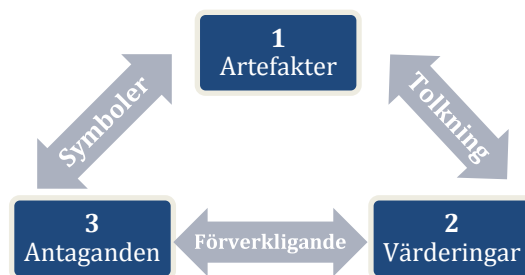 1
Artefakter
Symboler
Tolkning
3
Antaganden
Förverkligande
2
Värderingar